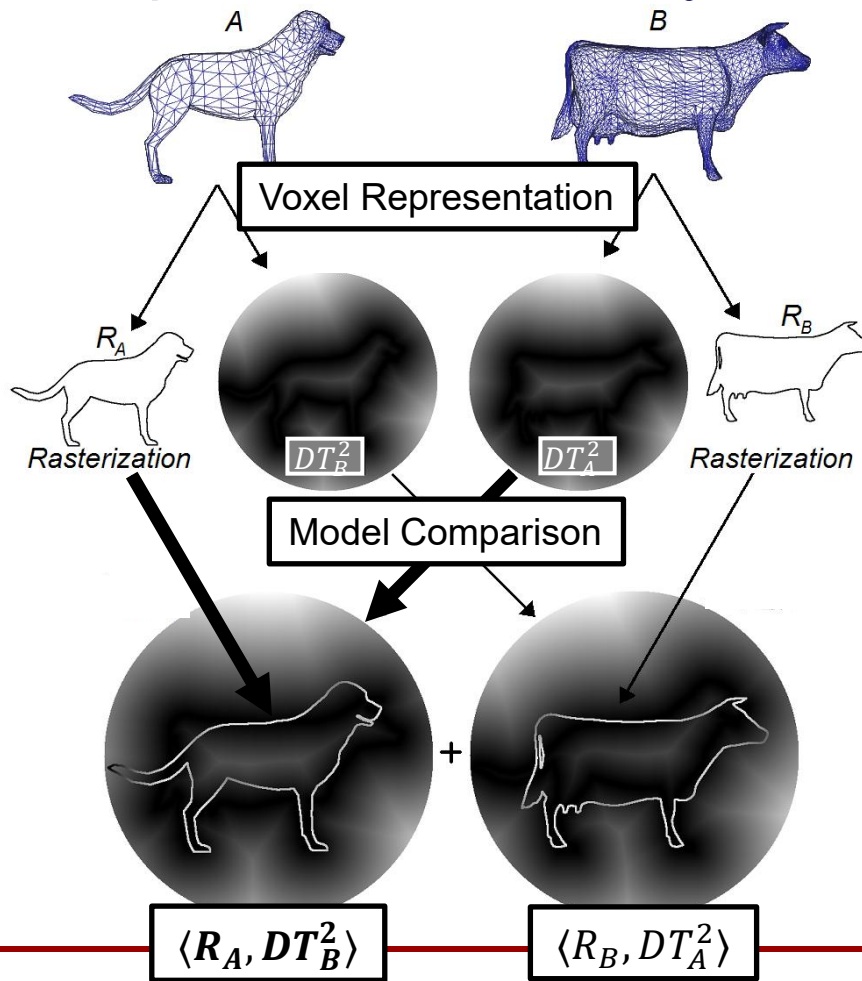 A
B
Voxel Representation
R_A
R_B
Rasterization
DT_B^2
DT_A^2
Rasterization
Model Comparison
+
⟨R_A, DT_B^2⟩
⟨R_B, DT_A^2⟩